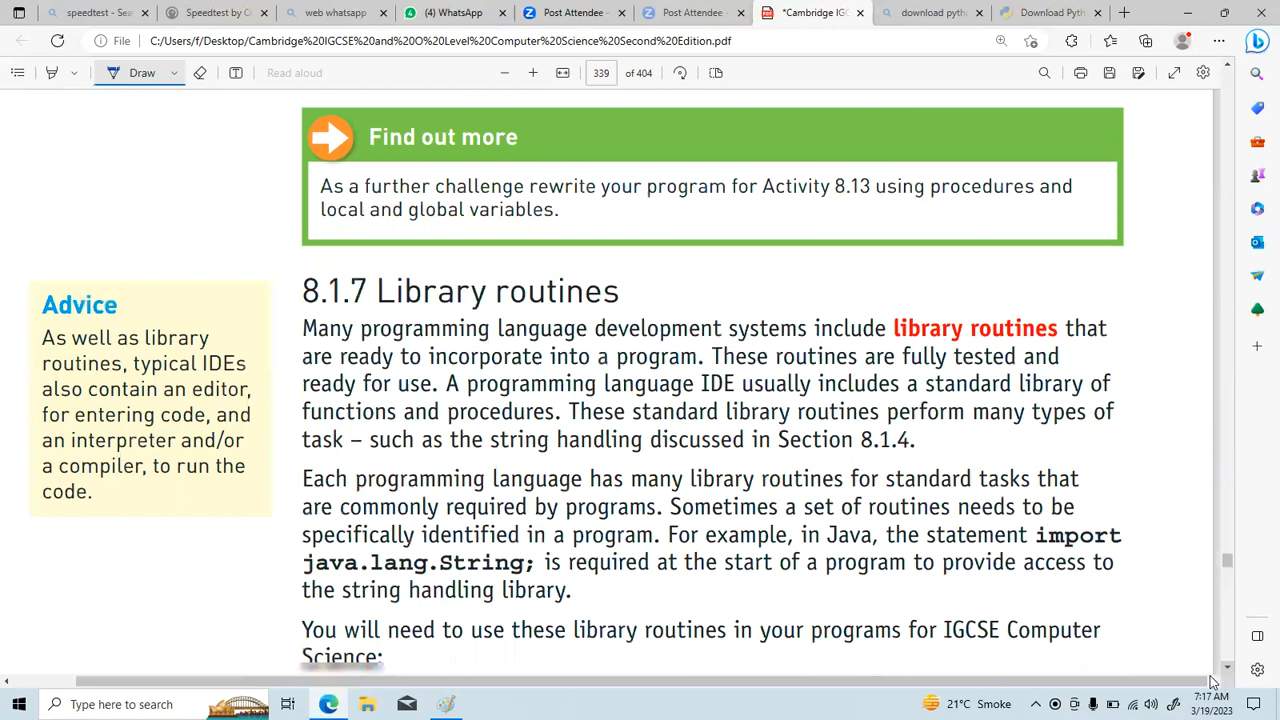 speedtest - Sea
Speedtest by C
web whatsapp
(4) WhatsApp
Post Attendee -
Post Attendee -
*Cambridge IGC
download pyth
Download Pyth
File
C:/Users/f/Desktop/Cambridge%20IGCSE%20and%20O%20Level%20Computer%20Science%20Second%20Edition.pdf
Draw
Read aloud
339 of 404
Find out more
As a further challenge rewrite your program for Activity 8.13 using procedures and
local and global variables.
8.1.7 Library routines
Advice
As well as library
routines, typical IDEs
also contain an editor,
for entering code, and
an interpreter and/or
a compiler, to run the
code.
Many programming language development systems include library routines that
are ready to incorporate into a program. These routines are fully tested and
ready for use. A programming language IDE usually includes a standard library of
functions and procedures. These standard library routines perform many types of
task – such as the string handling discussed in Section 8.1.4.
Each programming language has many library routines for standard tasks that
are commonly required by programs. Sometimes a set of routines needs to be
specifically identified in a program. For example, in Java, the statement import
java.lang.String; is required at the start of a program to provide access to
the string handling library.
You will need to use these library routines in your programs for IGCSE Computer
Science:
Type here to search
21°C Smoke
7:17 AM
3/19/2023